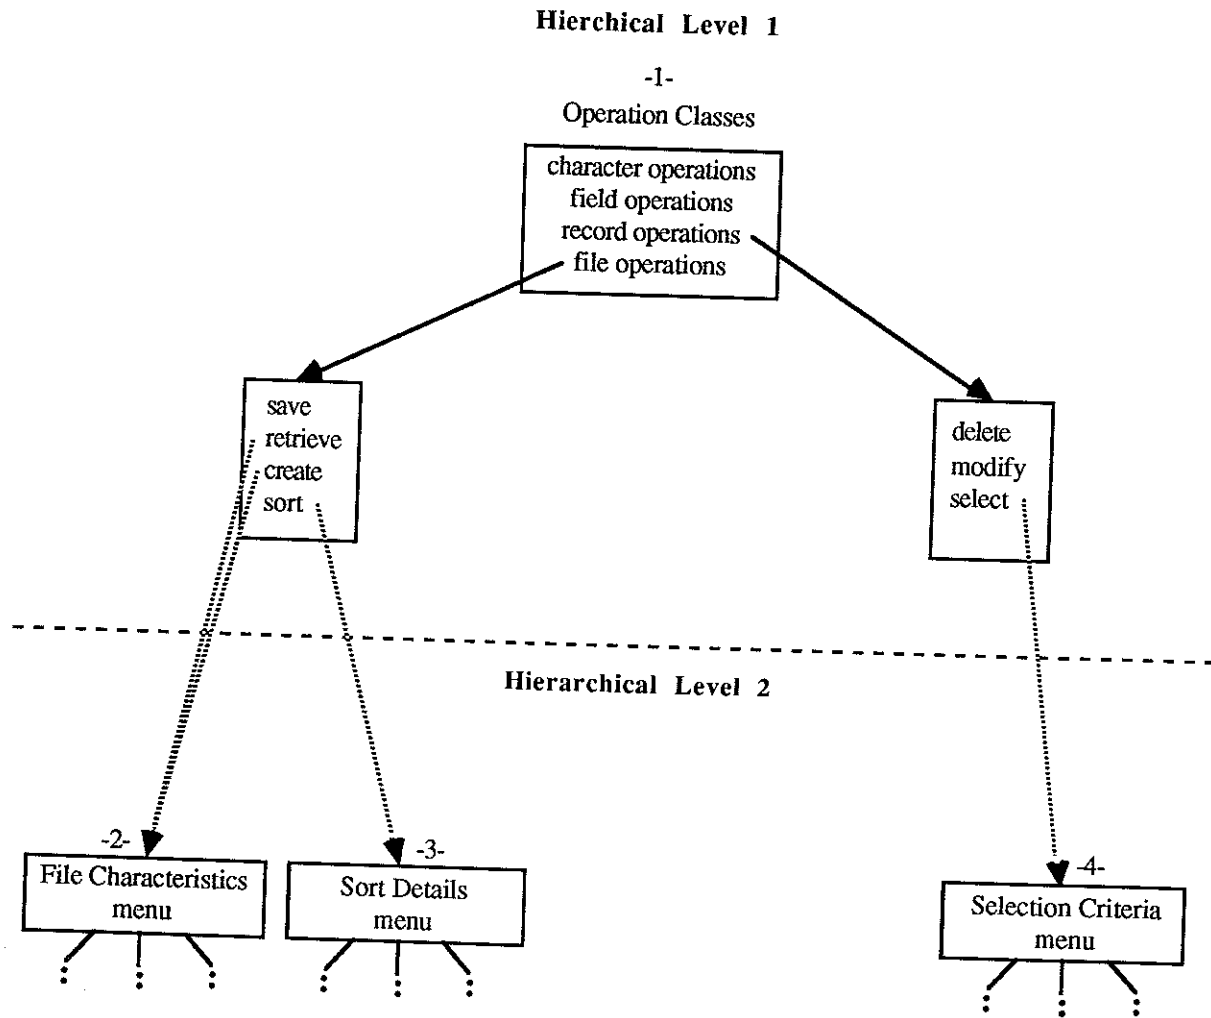 Hierchical Level 1
-1-
Operation Classes
character operations
field operations
record operations
file operations
save
retrieve
create
sort
delete
modify
select
Hierarchical Level 2
-2-
File Characteristics
menu
-3-
Sort Details
menu
-4-
Selection Criteria
menu